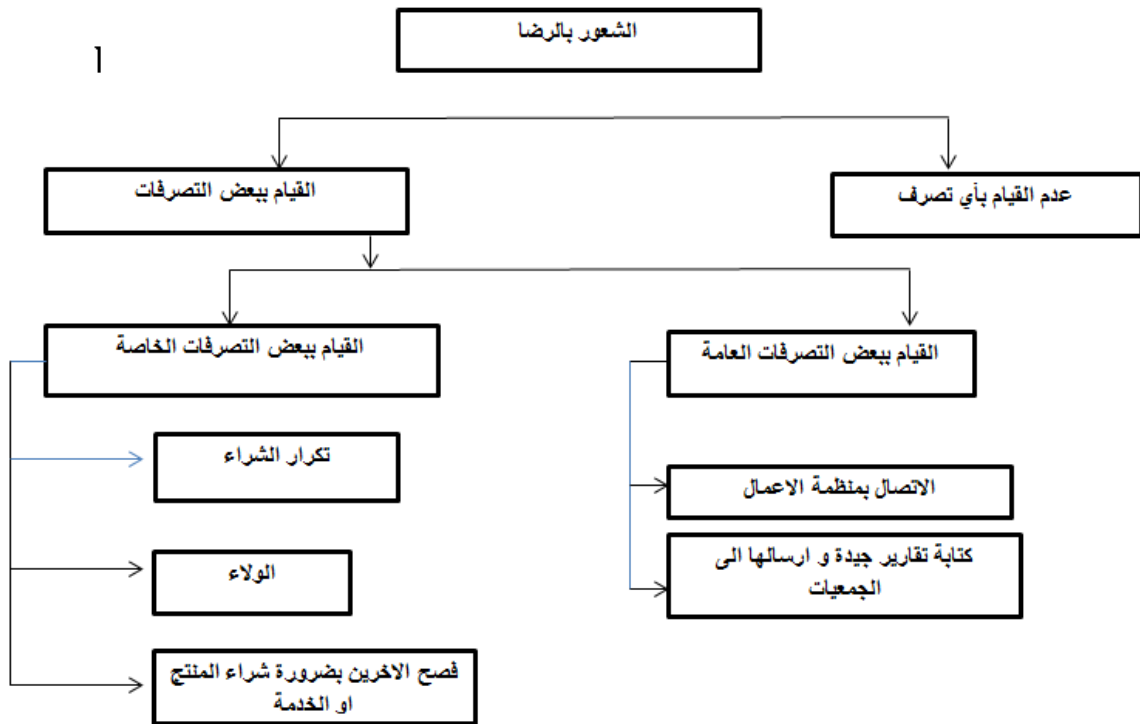 الشعور بالرضا
1
عدم القيام بأي تصرف
القيام ببعض التصرفات
القيام ببعض التصرفات العامة
القيام ببعض التصرفات الخاصة
تكرار الشراء
الاتصال بمنظمة الاعمال
كتابة تقارير جيدة و ارسالها الى
الجمعيات
الولاء
فصح الاخرين بضرورة شراء المنتج
او الخدمة